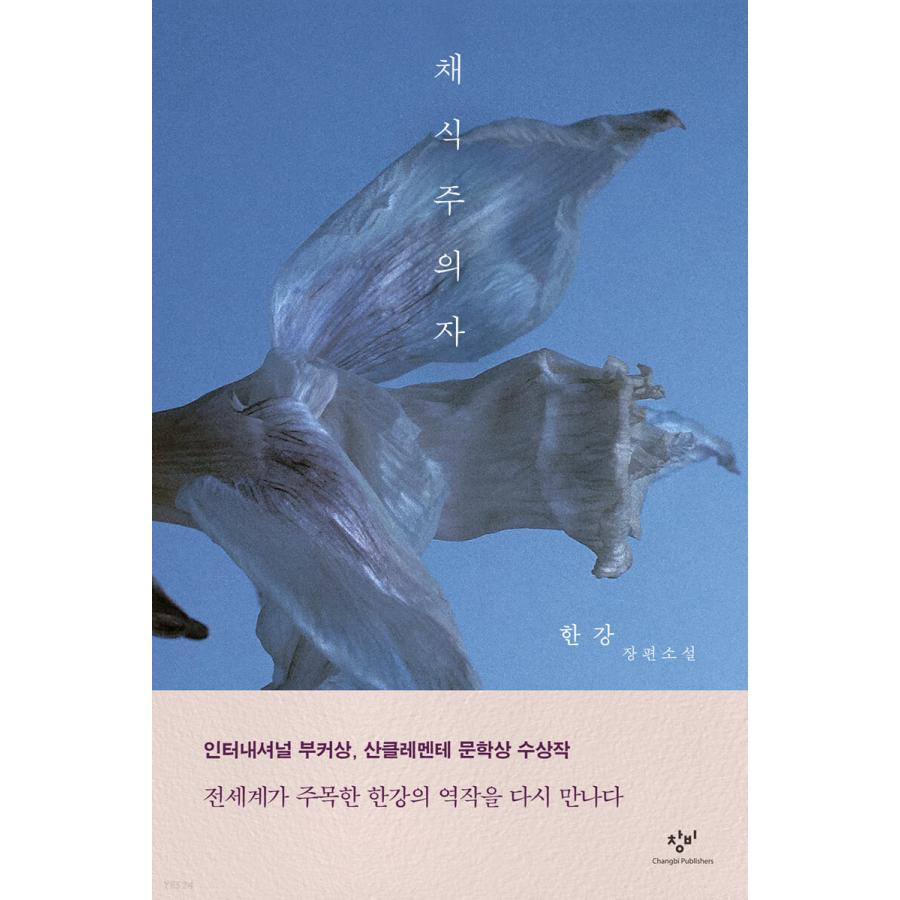 채식주의자
한강
장편소설
인터내셔널 부커상, 산클레멘테 문학상 수상작
전세계가 주목한 한강의 역작을 다시 만나다
창비
Changbi Publishers
YES24